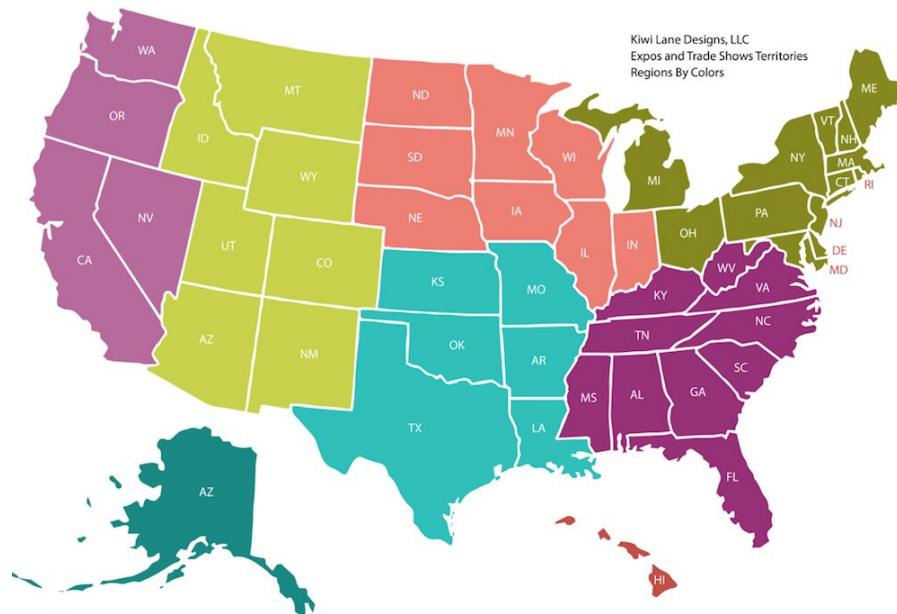 Kiwi Lane Designs, LLC
Expos and Trade Shows Territories
Regions By Colors
WA
OR
CA
NV
ID
MT
WY
UT
CO
AZ
NM
ND
SD
NE
MN
IA
WI
IL
IN
KS
MO
OK
AR
TX
LA
MI
OH
PA
NY
VT
NH
ME
MA
CT
RI
NJ
DE
MD
WV
VA
KY
NC
TN
SC
MS
AL
GA
FL
AZ
HI